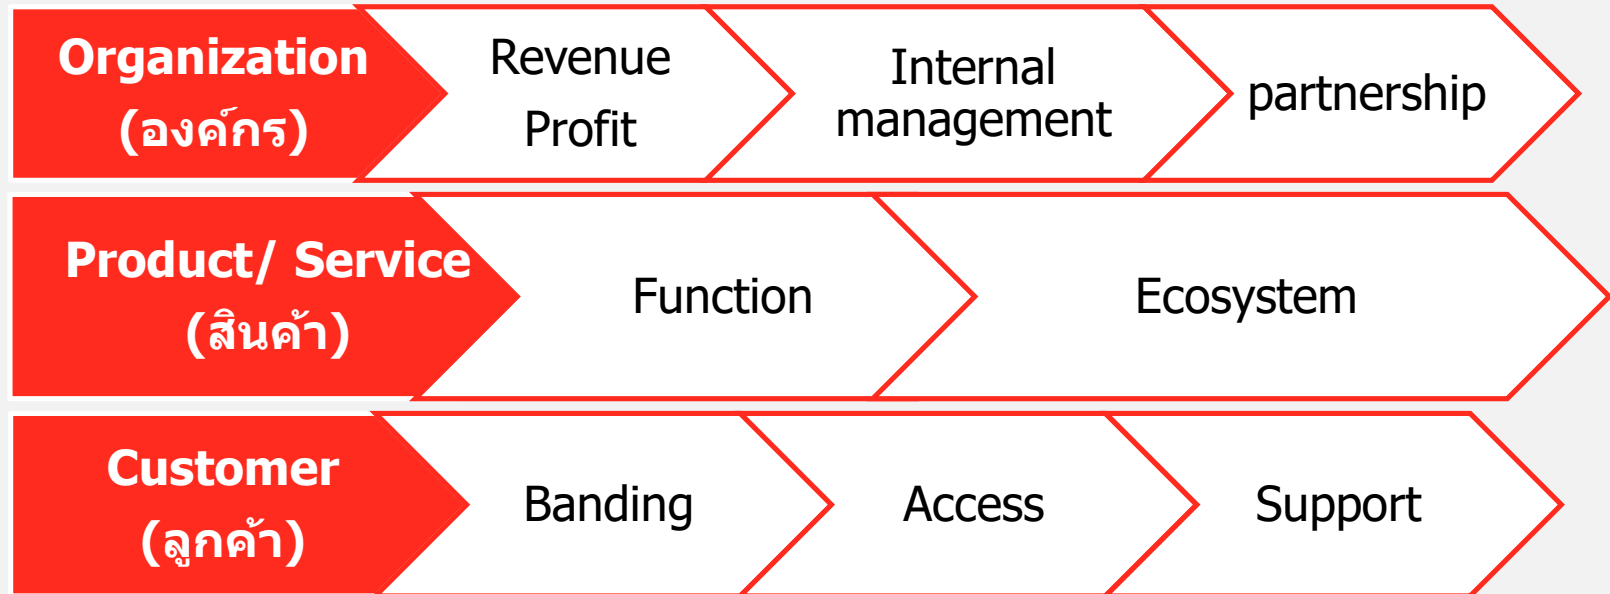 Organization
(องค์กร)
Revenue
Profit
Internal
management
partnership
Product/ Service
(สินค้า)
Function
Ecosystem
Customer
(ลูกค้า)
Banding
Access
Support